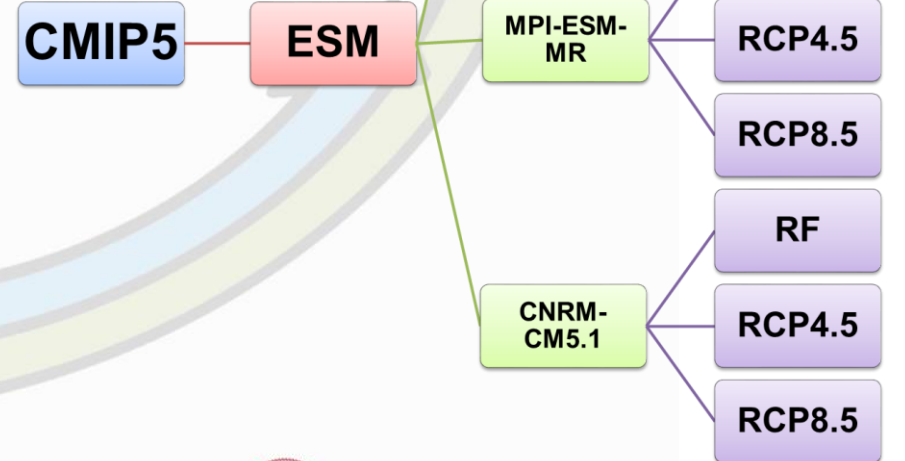 CMIP5
ESM
MPI-ESM-
MR
RCP4.5
RCP8.5
RF
CNRM-
CM5.1
RCP4.5
RCP8.5